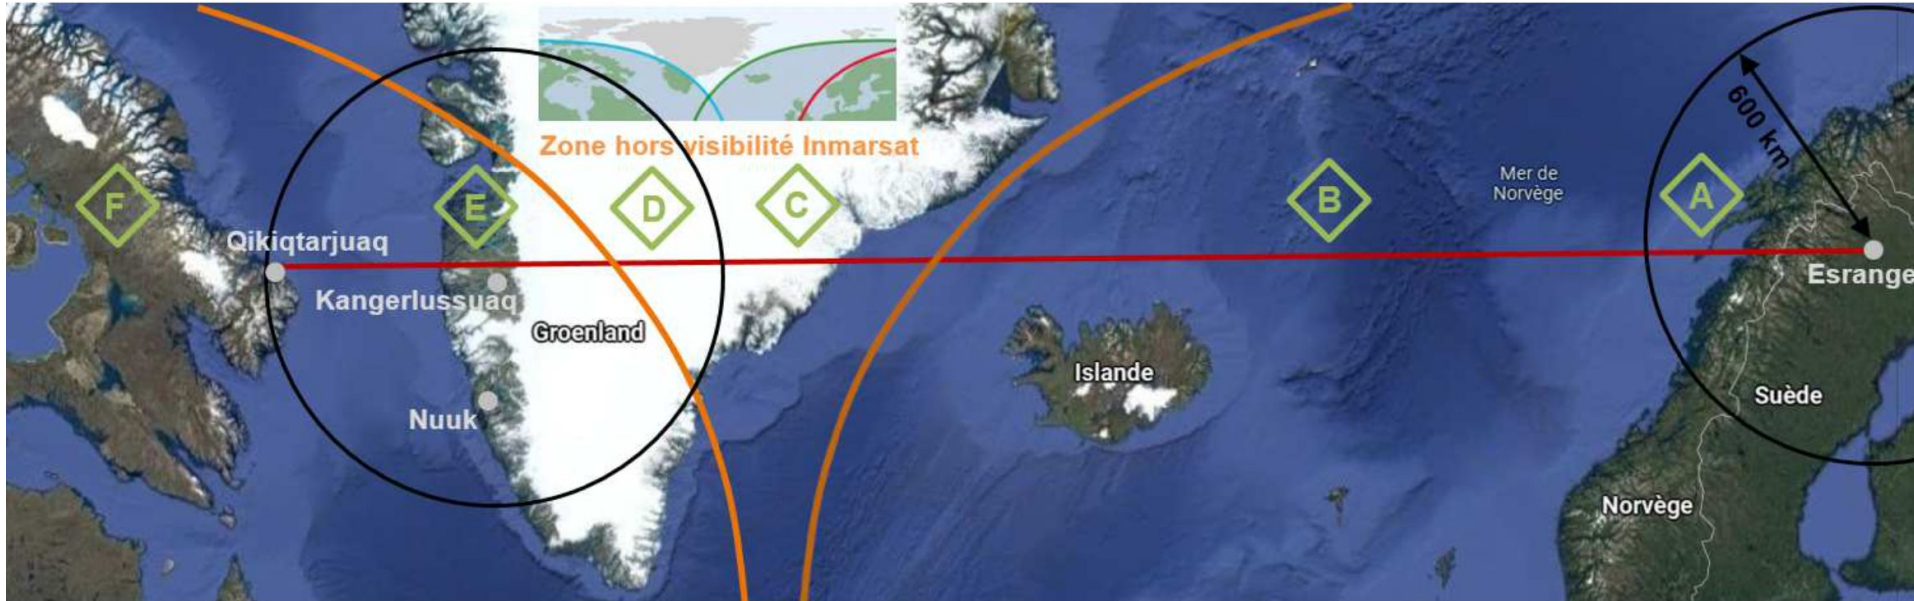 Zone hors visibilité Inmarsat
600 km
Mer de
Norvège
F
E
D
C
B
A
Qikiqtarjuaq
Kangerlussuaq
Esrange
Groenland
Islande
Suède
Nuuk
Norvège